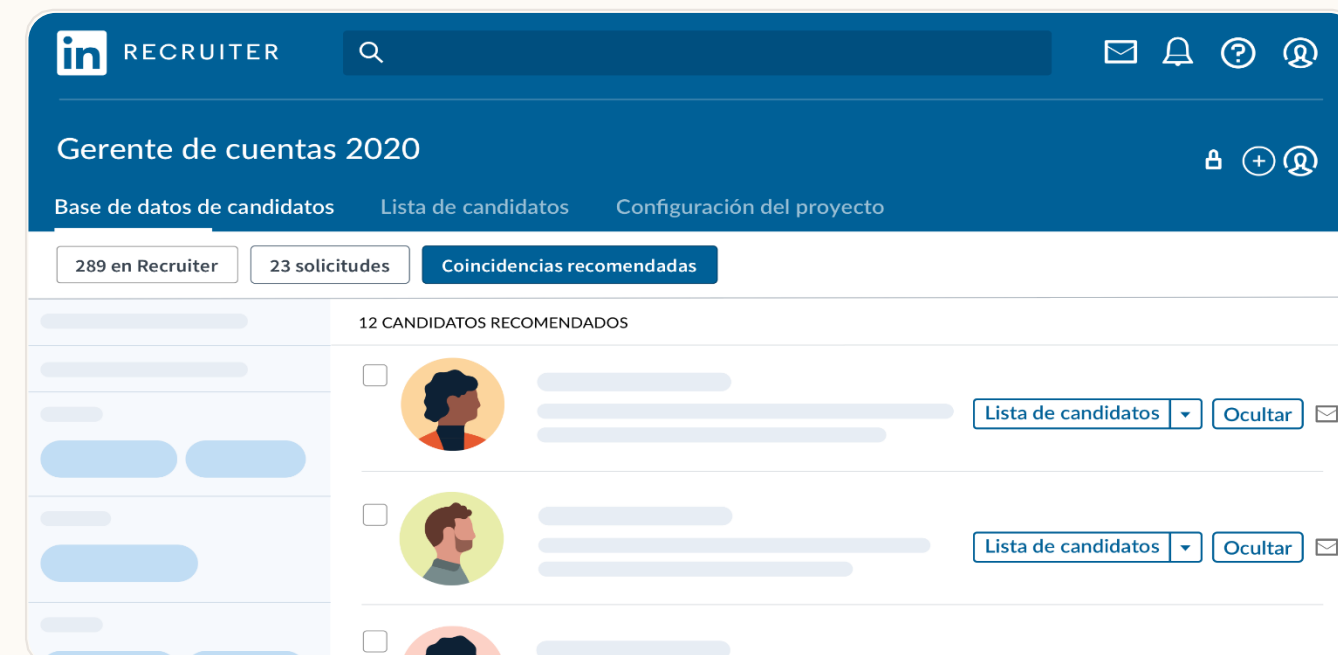 in RECRUITER
Gerente de cuentas 2020
Base de datos de candidatos Lista de candidatos Configuración del proyecto
289 en Recruiter 23 solicitudes Coincidencias recomendadas
12 CANDIDATOS RECOMENDADOS
Lista de candidatos Ocultar
Lista de candidatos Ocultar